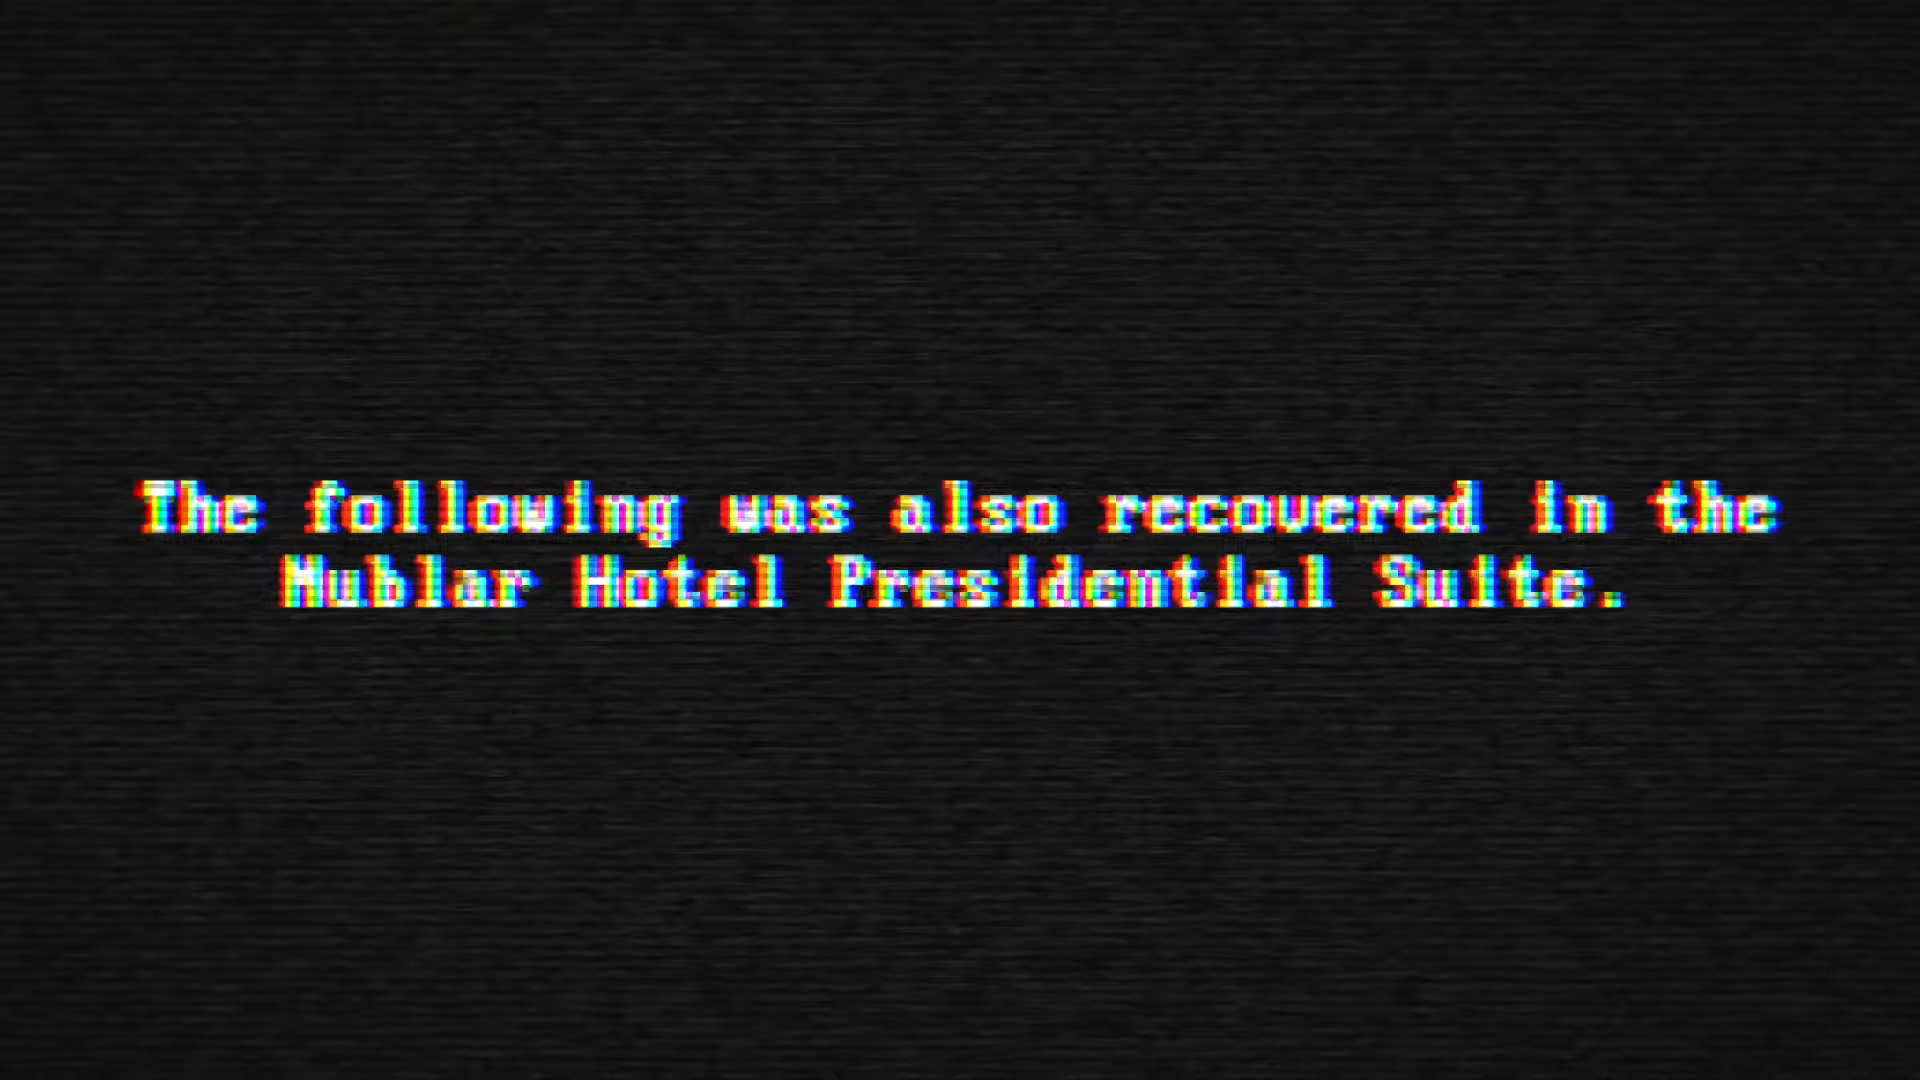 The following was also recovered in the
Nublar Hotel Presidential Suite.